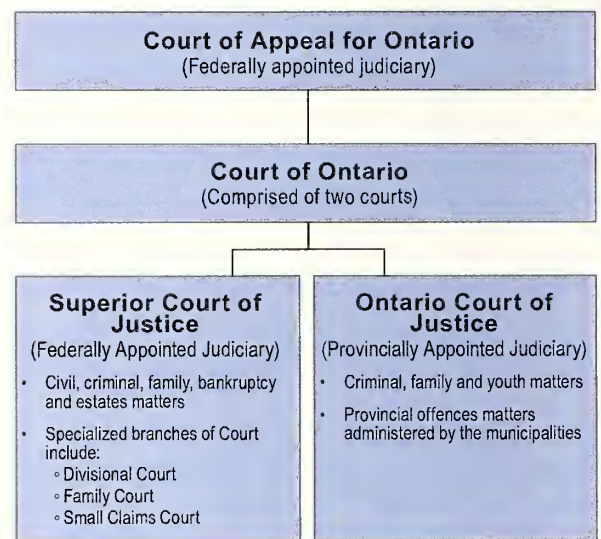 Court of Appeal for Ontario
(Federally appointed judiciary)
Court of Ontario
(Comprised of two courts)
Superior Court of
Justice
(Federally Appointed Judiciary)
• Civil, criminal, family, bankruptcy
and estates matters
• Specialized branches of Court
include:
◦ Divisional Court
◦ Family Court
◦ Small Claims Court
Ontario Court of
Justice
(Provincially Appointed Judiciary)
• Criminal, family and youth matters
• Provincial offences matters
administered by the municipalities